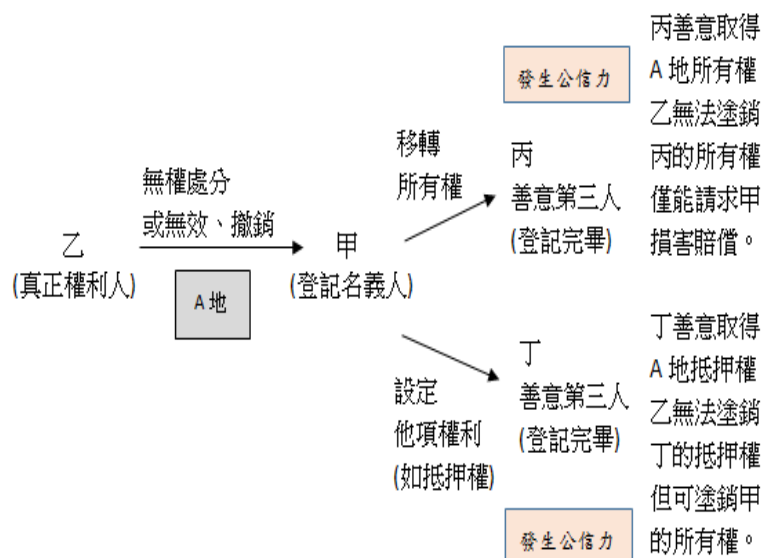 無權處分
或無效、撤銷
乙
(真正權利人)
A地
甲
(登記名義人)
移轉
所有權
發生公信力
丙
善意第三人
(登記完畢)
丙善意取得
A地所有權
乙無法塗銷
丙的所有權
僅能請求甲
損害賠償。
設定
他項權利
(如抵押權)
丁
善意第三人
(登記完畢)
發生公信力
丁善意取得
A地抵押權
乙無法塗銷
丁的抵押權
但可塗銷甲
的所有權。